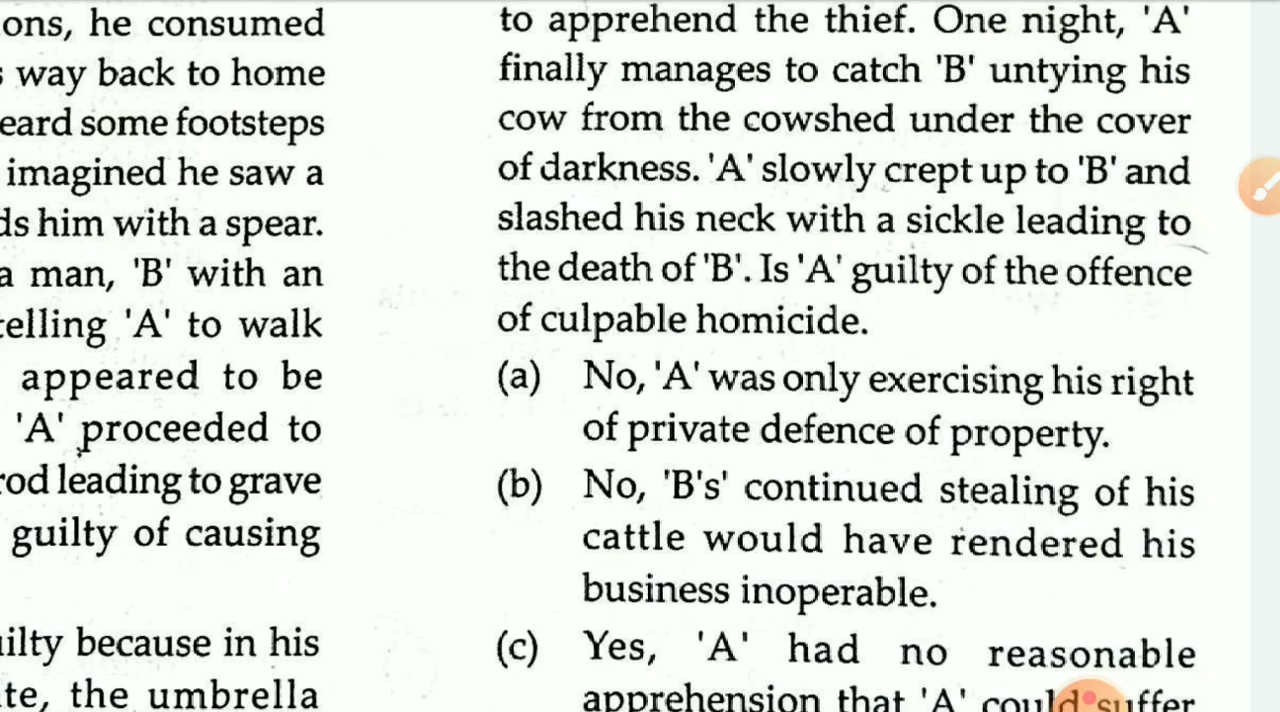 ons, he consumed
way back to home
eard some footsteps
imagined he saw a
ds him with a spear.
a man, 'B' with an
telling 'A' to walk
appeared to be
'A' proceeded to
rod leading to grave
guilty of causing
uilty because in his
te, the umbrella
to apprehend the thief. One night, 'A'
finally manages to catch 'B' untying his
cow from the cowshed under the cover
of darkness. 'A' slowly crept up to 'B' and
slashed his neck with a sickle leading to
the death of 'B'. Is 'A' guilty of the offence
of culpable homicide.
(a) No, 'A' was only exercising his right
of private defence of property.
(b) No, 'B's' continued stealing of his
cattle would have rendered his
business inoperable.
(c) Yes, 'A' had no reasonable
apprehension that 'A' could suffer